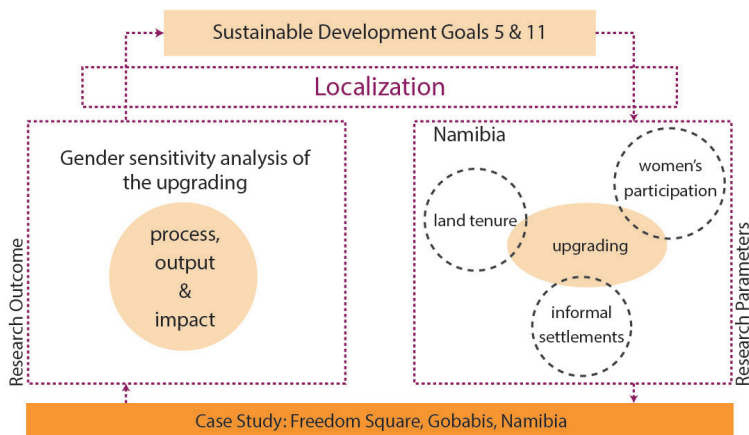 Sustainable Development Goals 5 & 11
Localization
Research Outcome
Gender sensitivity analysis of
the upgrading
process,
output
&
impact
Namibia
women's
participation
land tenure
upgrading
informal
settlements
Research Parameters
Case Study: Freedom Square, Gobabis, Namibia